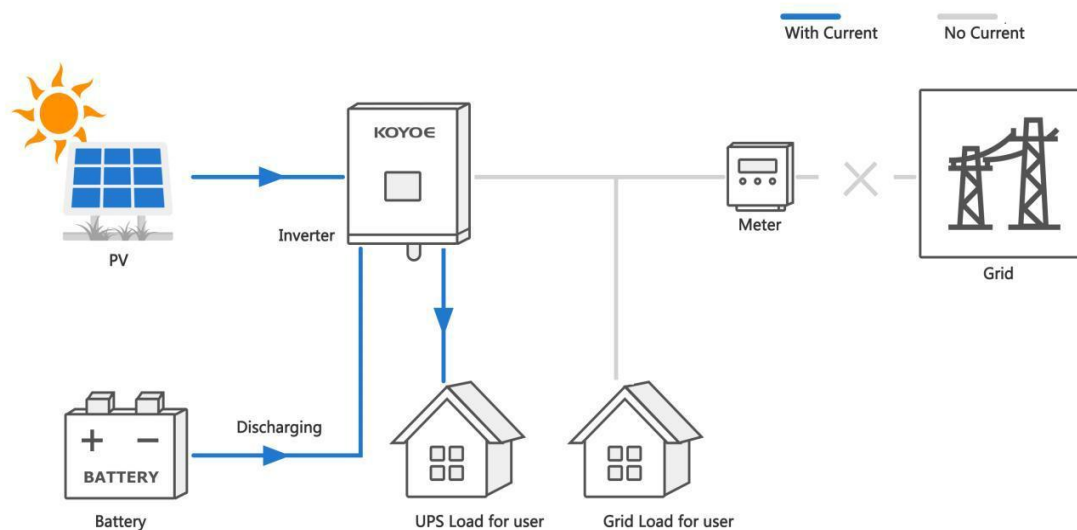 With Current
No Current
KOYOE
Inverter
Meter
PV
Grid
Discharging
+ −
BATTERY
Battery
UPS Load for user
Grid Load for user